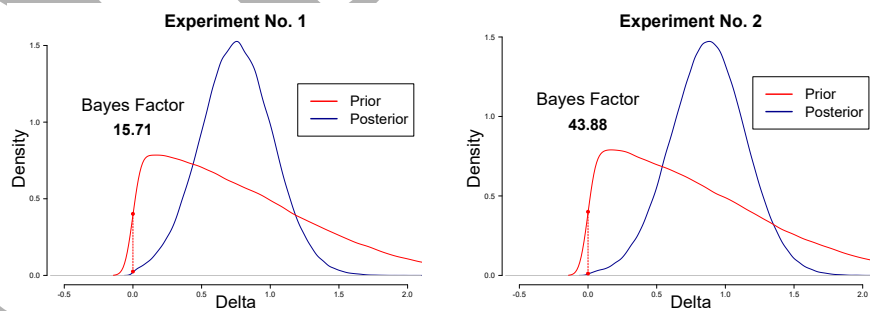 Experiment No. 1
1.5
1.0
0.5
0.0
Density
Bayes Factor
15.71
Prior
Posterior
-0.5 0.0 0.5 1.0 1.5 2.0
Delta
Experiment No. 2
1.5
1.0
0.5
0.0
Density
Bayes Factor
43.88
Prior
Posterior
-0.5 0.0 0.5 1.0 1.5 2.0
Delta